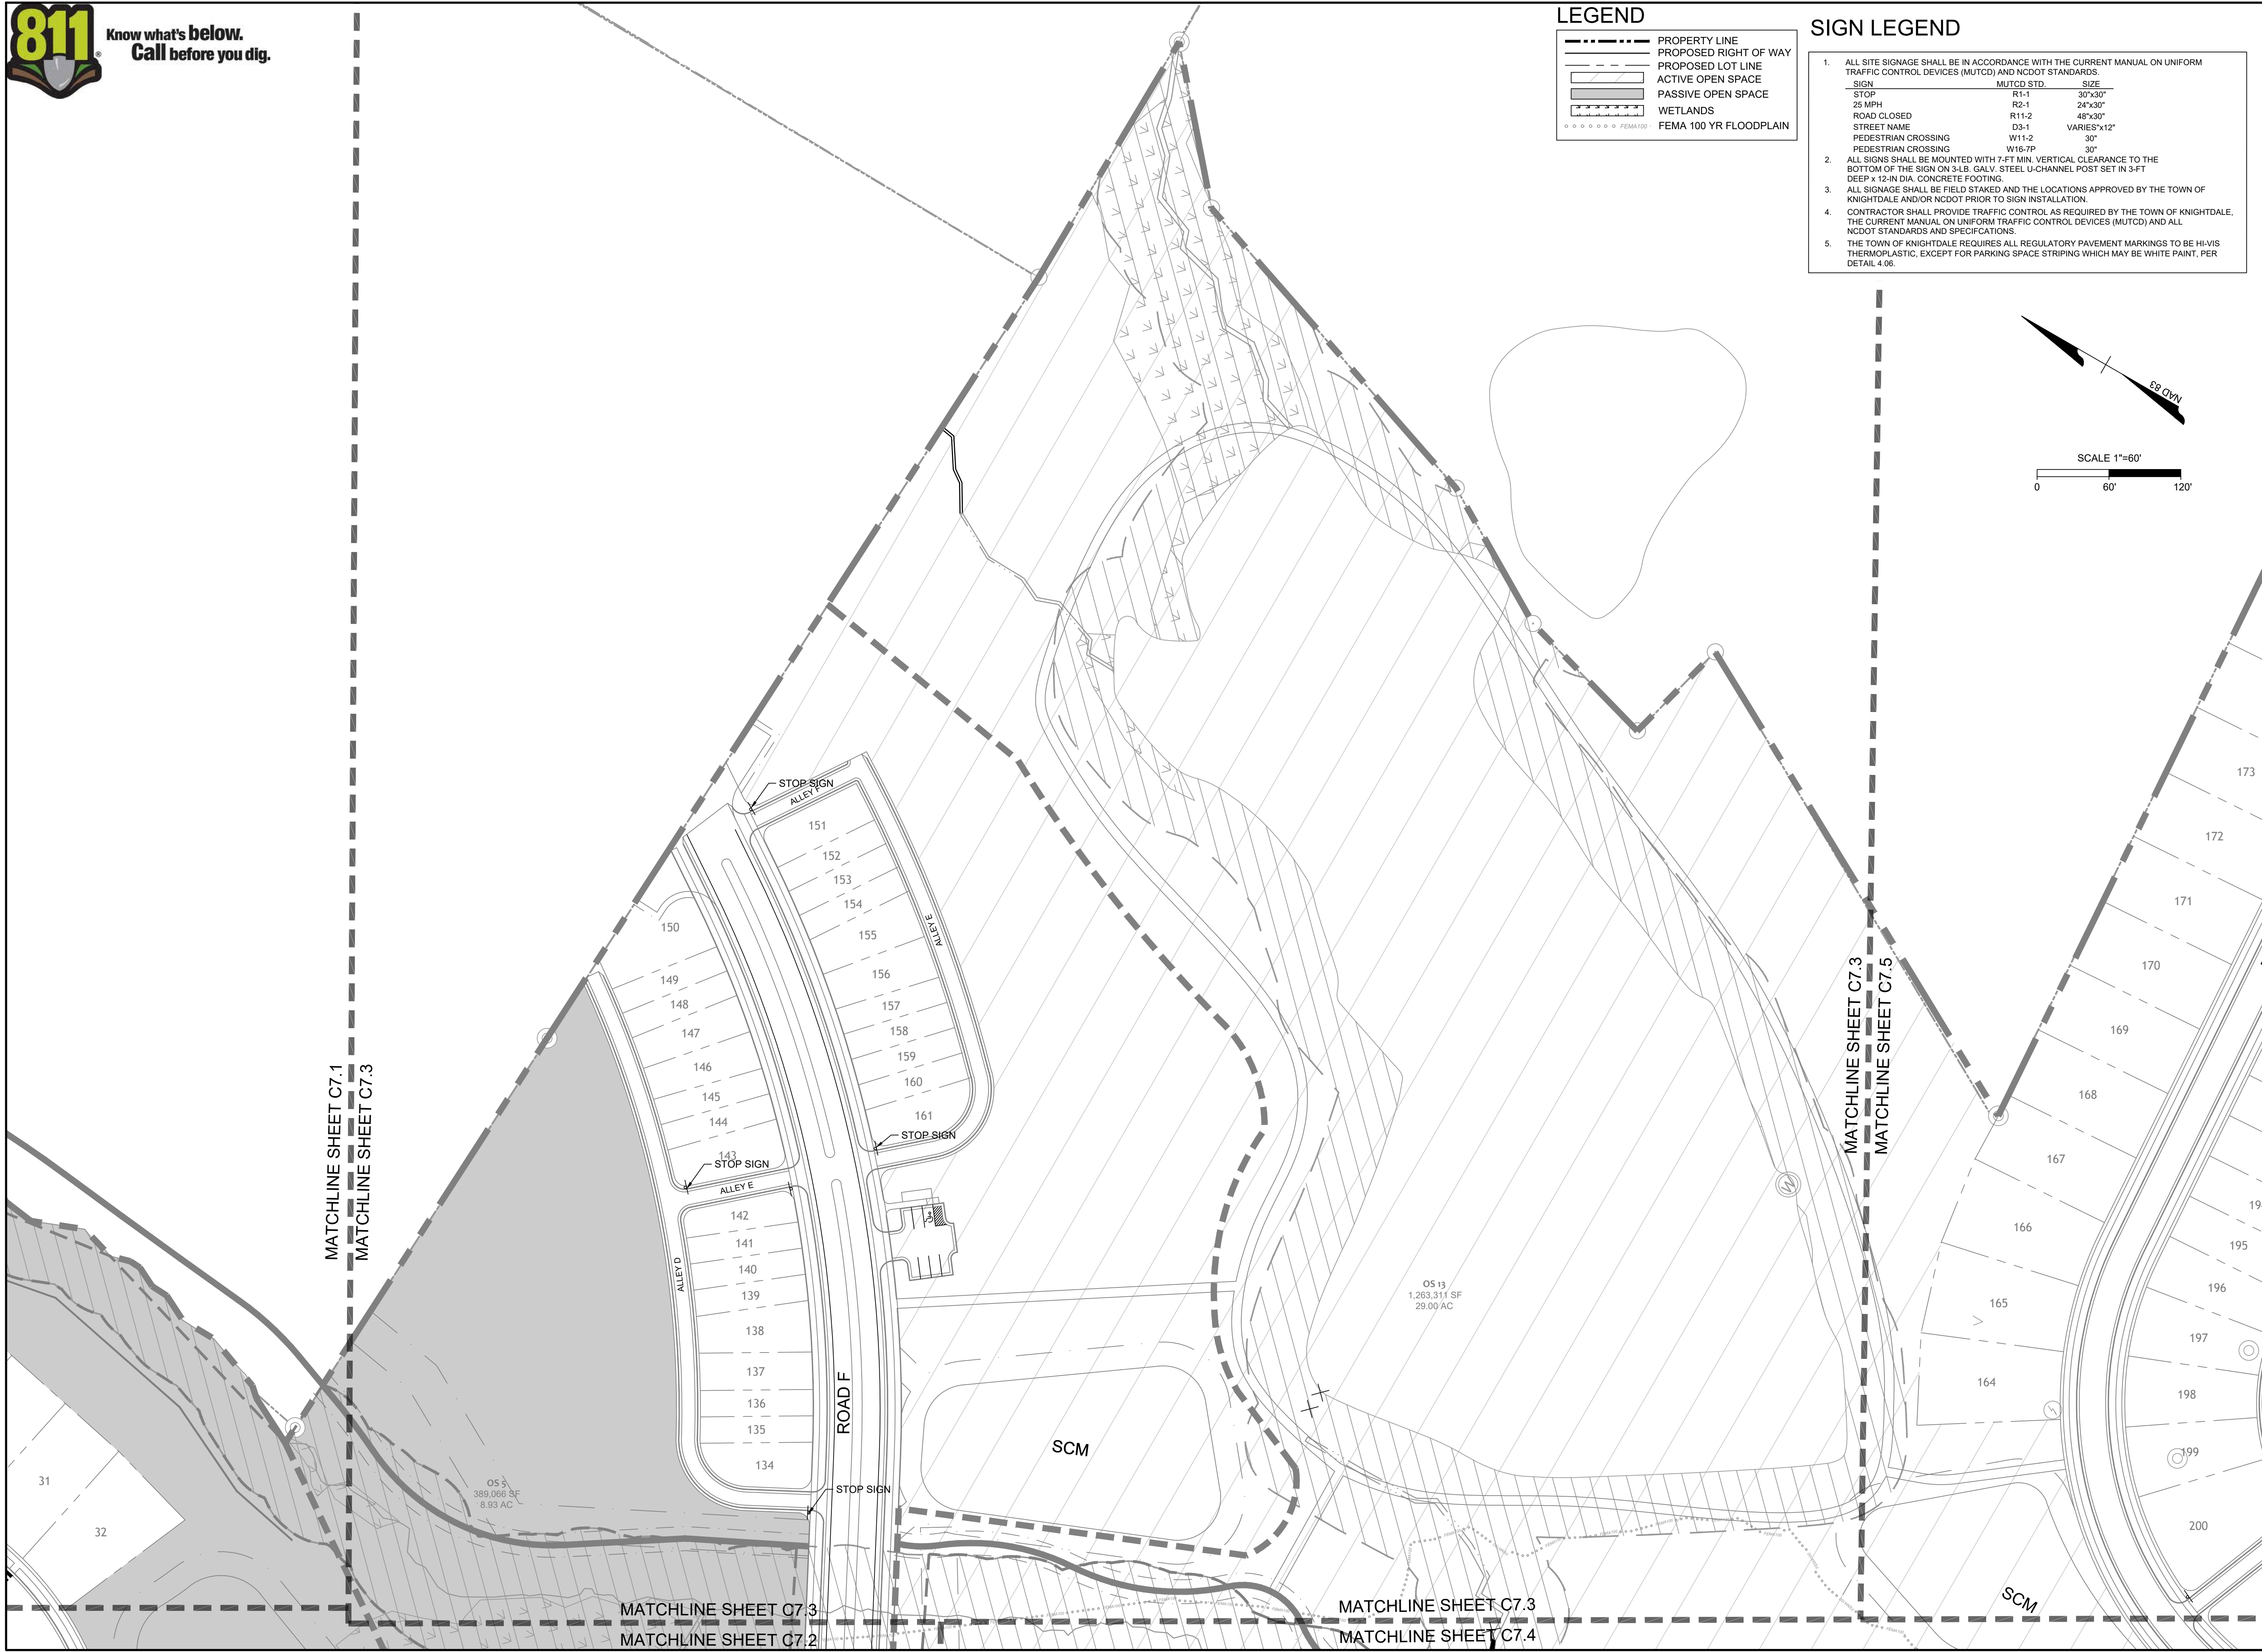 811®
Know what's below.
Call before you dig.
LEGEND
PROPERTY LINE
PROPOSED RIGHT OF WAY
PROPOSED LOT LINE
ACTIVE OPEN SPACE
PASSIVE OPEN SPACE
WETLANDS
FEMA100 FEMA 100 YR FLOODPLAIN
SIGN LEGEND
1. ALL SITE SIGNAGE SHALL BE IN ACCORDANCE WITH THE CURRENT MANUAL ON UNIFORM
TRAFFIC CONTROL DEVICES (MUTCD) AND NCDOT STANDARDS.
SIGN MUTCD STD. SIZE
STOP R1-1 30"x30"
25 MPH R2-1 24"x30"
ROAD CLOSED R11-2 48"x30"
STREET NAME D3-1 VARIES"x12"
PEDESTRIAN CROSSING W11-2 30"
PEDESTRIAN CROSSING W16-7P 30"
2. ALL SIGNS SHALL BE MOUNTED WITH 7-FT MIN. VERTICAL CLEARANCE TO THE
BOTTOM OF THE SIGN ON 3-LB. GALV. STEEL U-CHANNEL POST SET IN 3-FT
DEEP x 12-IN DIA. CONCRETE FOOTING.
3. ALL SIGNAGE SHALL BE FIELD STAKED AND THE LOCATIONS APPROVED BY THE TOWN OF
KNIGHTDALE AND/OR NCDOT PRIOR TO SIGN INSTALLATION.
4. CONTRACTOR SHALL PROVIDE TRAFFIC CONTROL AS REQUIRED BY THE TOWN OF KNIGHTDALE,
THE CURRENT MANUAL ON UNIFORM TRAFFIC CONTROL DEVICES (MUTCD) AND ALL
NCDOT STANDARDS AND SPECIFCATIONS.
5. THE TOWN OF KNIGHTDALE REQUIRES ALL REGULATORY PAVEMENT MARKINGS TO BE HI-VIS
THERMOPLASTIC, EXCEPT FOR PARKING SPACE STRIPING WHICH MAY BE WHITE PAINT, PER
DETAIL 4.06.
NAD 83
SCALE 1"=60'
0 60' 120'
STOP SIGN
ALLEY F
151
152
153
154
155
156
157
158
159
160
161
ALLEY E
STOP SIGN
150
149
148
147
146
145
144
143
STOP SIGN
ALLEY E
142
141
140
139
138
137
136
135
134
ALLEY D
ROAD F
STOP SIGN
MATCHLINE SHEET C7.1
MATCHLINE SHEET C7.3
31
32
OS 5
389,066 SF
8.93 AC
SCM
OS 13
1,263,311 SF
29.00 AC
W
MATCHLINE SHEET C7.3
MATCHLINE SHEET C7.5
173
172
171
170
169
168
167
166
165
164
195
196
197
198
199
200
SCM
MATCHLINE SHEET C7.3
MATCHLINE SHEET C7.2
MATCHLINE SHEET C7.3
MATCHLINE SHEET C7.4